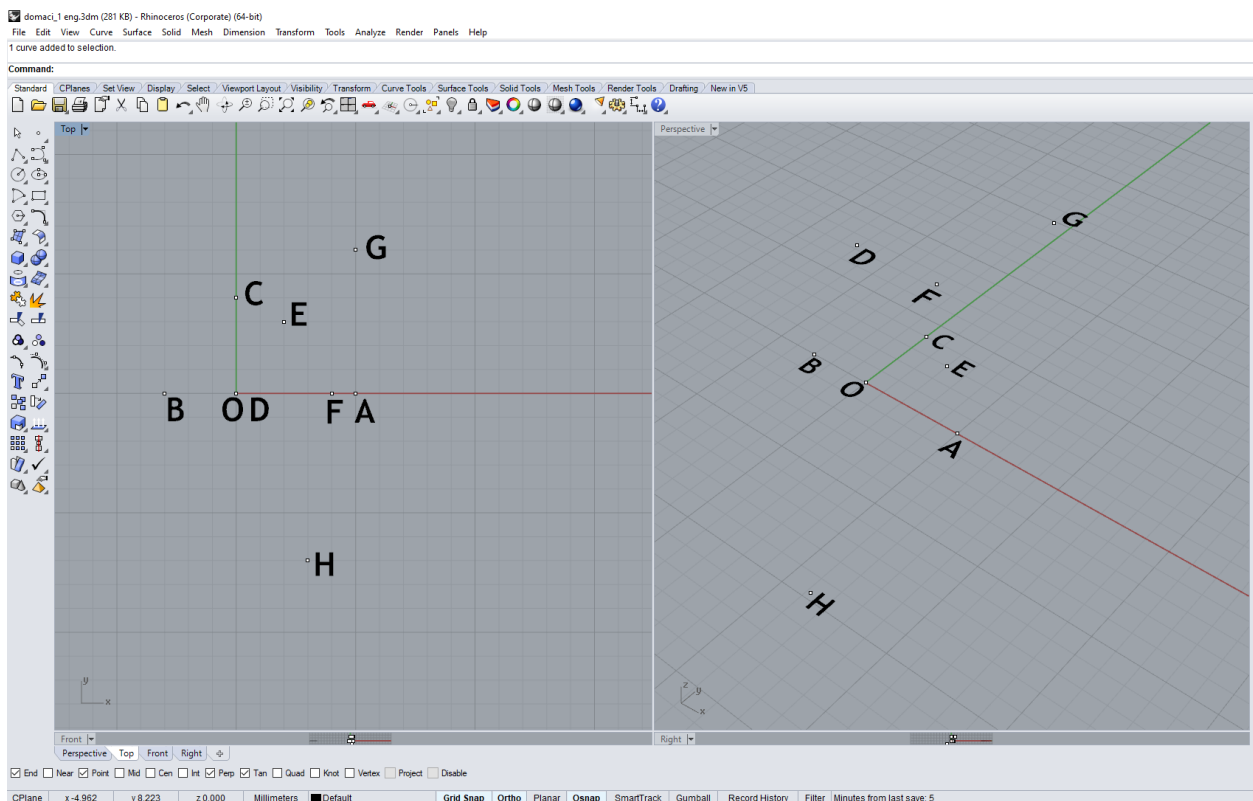 domaci_1 eng.3dm (281 KB) - Rhinoceros (Corporate) (64-bit)
File Edit View Curve Surface Solid Mesh Dimension Transform Tools Analyze Render Panels Help
1 curve added to selection.
Command:
Standard CPlanes Set View Display Select Viewport Layout Visibility Transform Curve Tools Surface Tools Solid Tools Mesh Tools Render Tools Drafting New in V5
Top
G
C
E
B O D F A
H
y
x
Perspective
G
D
F
C
B E
O
A
H
z
y
x
Front
Right
Perspective Top Front Right
End Near Point Mid Cen Int Perp Tan Quad Knot Vertex Project Disable
CPlane x -4.962 y 8.223 z 0.000 Millimeters Default Grid Snap Ortho Planar Osnap SmartTrack Gumball Record History Filter Minutes from last save: 5